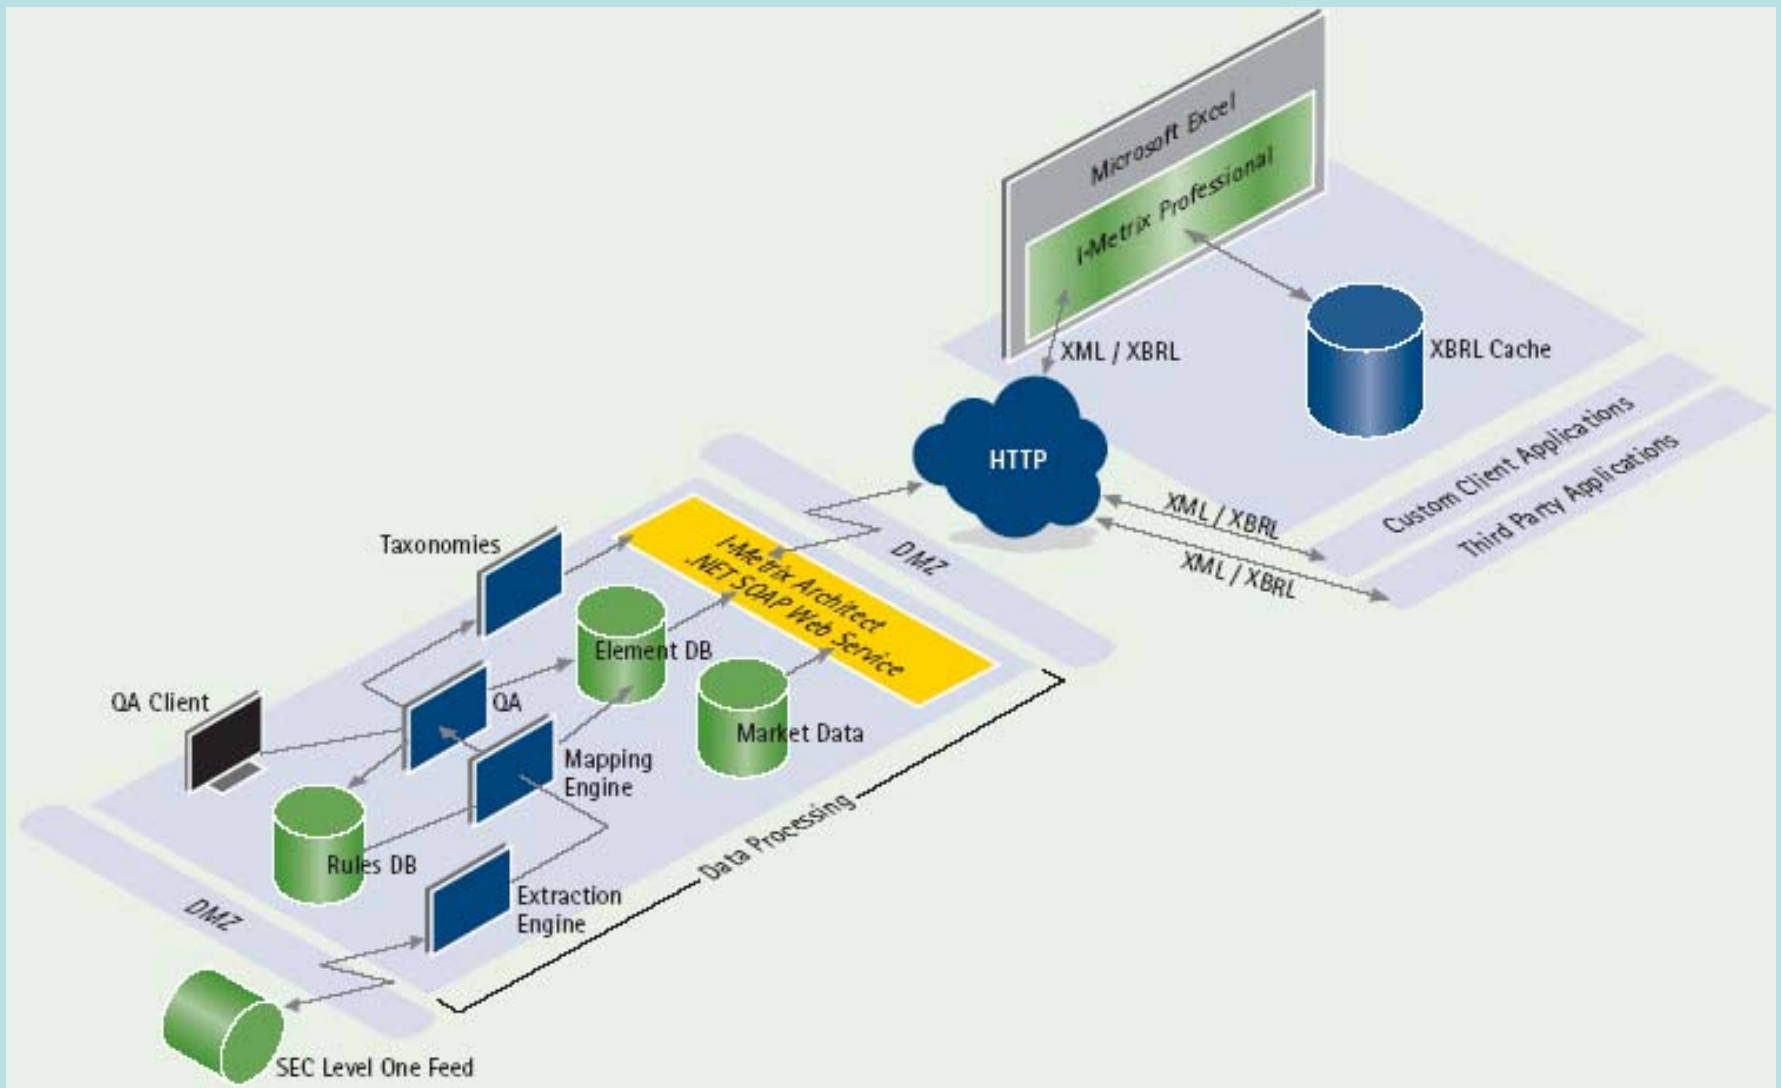 Microsoft Excel
I-Metrix Professional
XML / XBRL
XBRL Cache
HTTP
Custom Client Applications
Third Party Applications
XML / XBRL
XML / XBRL
DMZ
Taxonomies
I-Metrix Architect
.NET SOAP Web Service
Element DB
QA Client
QA
Market Data
Mapping
Engine
Data Processing
Rules DB
Extraction
Engine
DMZ
SEC Level One Feed